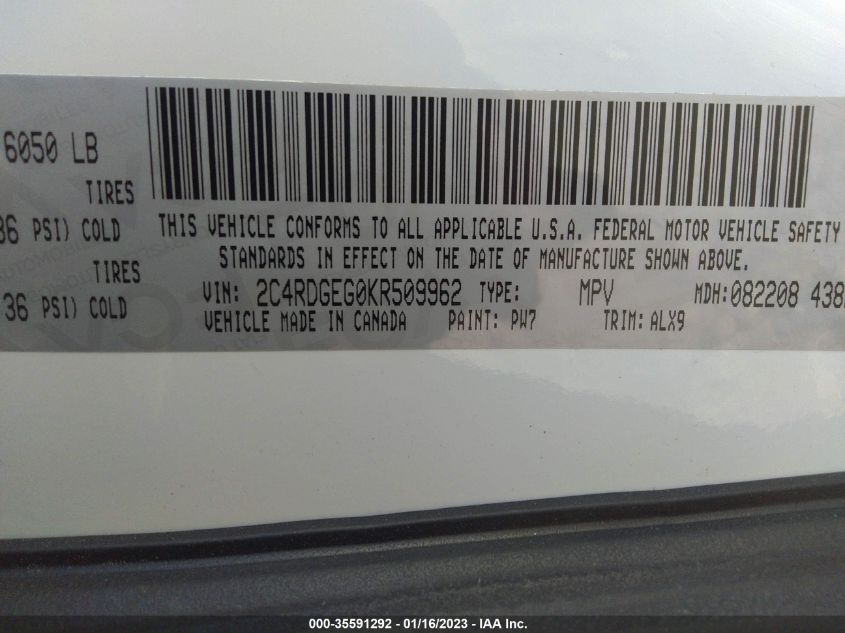 6050 LB
TIRES
36 PSI) COLD
TIRES
36 PSI) COLD
THIS VEHICLE CONFORMS TO ALL APPLICABLE U.S.A. FEDERAL MOTOR VEHICLE SAFETY
STANDARDS IN EFFECT ON THE DATE OF MANUFACTURE SHOWN ABOVE.
VIN: 2C4RDGEG0KR509962 TYPE: MPV MDH:082208 438
VEHICLE MADE IN CANADA PAINT: PW7 TRIM: ALX9
000-35591292 - 01/16/2023 - IAA Inc.